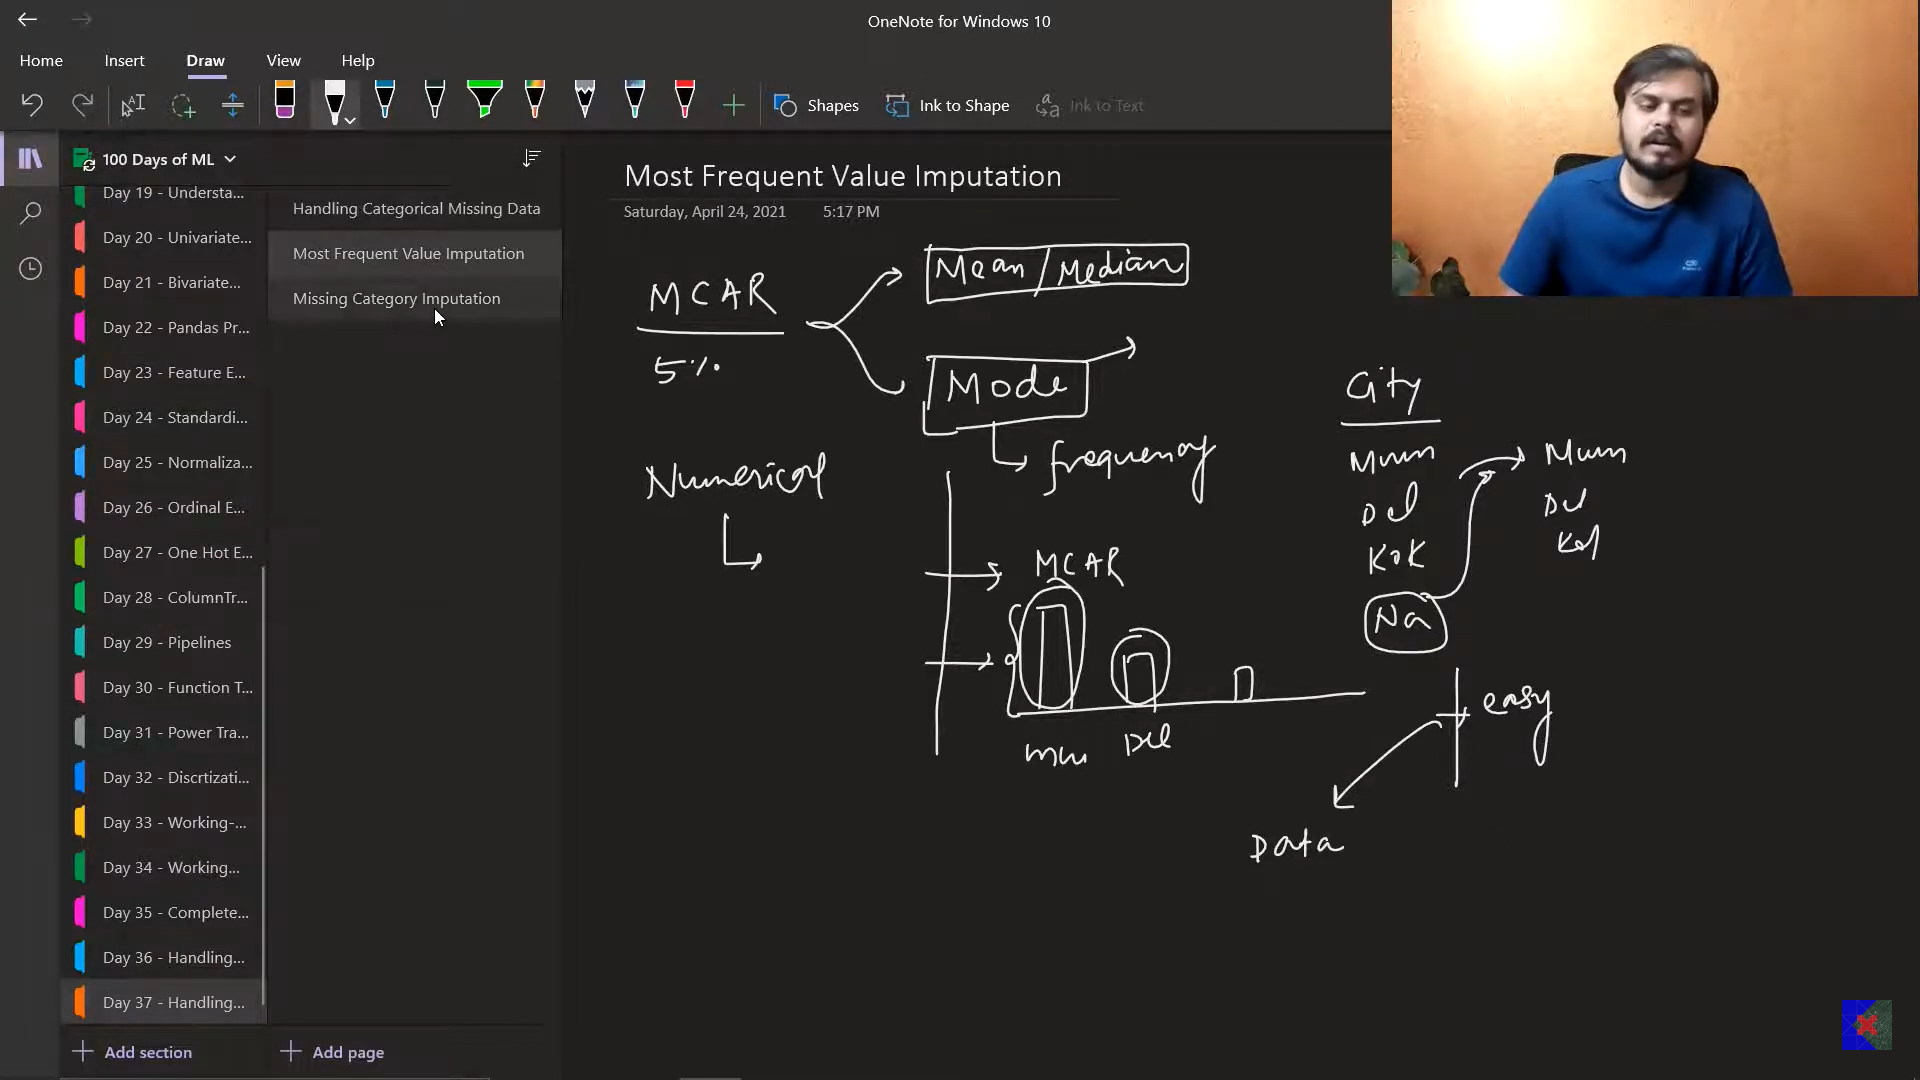 OneNote for Windows 10
Home Insert Draw View Help
Shapes Ink to Shape Ink to Text
100 Days of ML
Day 19 - Understa...
Day 20 - Univariate...
Day 21 - Bivariate...
Day 22 - Pandas Pr...
Day 23 - Feature E...
Day 24 - Standardi...
Day 25 - Normaliza...
Day 26 - Ordinal E...
Day 27 - One Hot E...
Day 28 - ColumnTr...
Day 29 - Pipelines
Day 30 - Function T...
Day 31 - Power Tra...
Day 32 - Discrtizati...
Day 33 - Working-...
Day 34 - Working...
Day 35 - Complete...
Day 36 - Handling...
Day 37 - Handling...
Add section
Handling Categorical Missing Data
Most Frequent Value Imputation
Missing Category Imputation
Add page
Most Frequent Value Imputation
Saturday, April 24, 2021 5:17 PM
MCAR
5%
Mean/Median
Mode
frequency
Numerical
MCAR
Del
City
Mum
Del
Kok
Na
Mum
Del
Kol
easy
Data